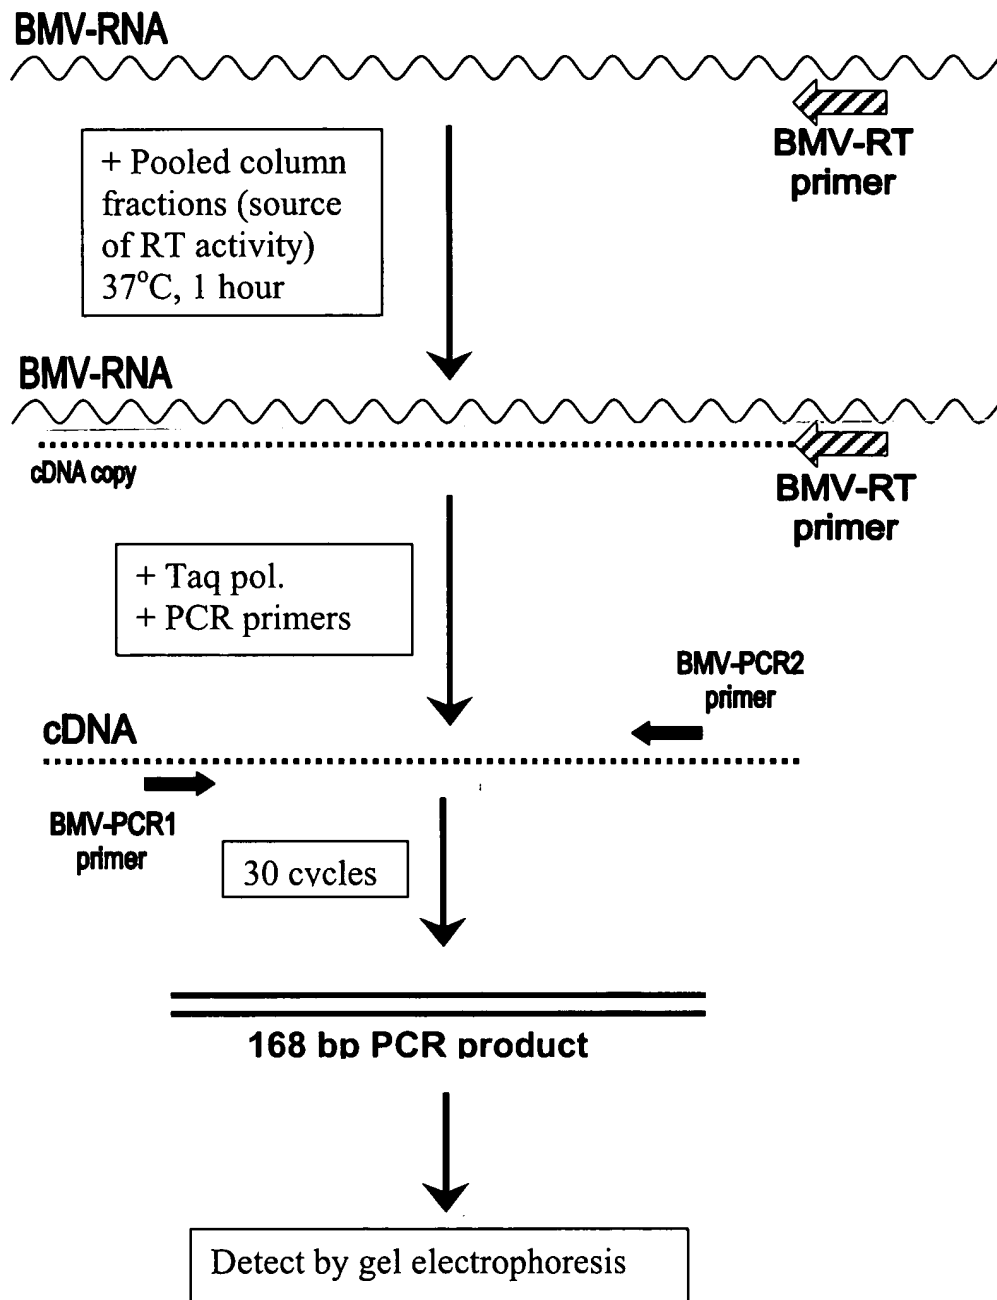 BMV-RNA
BMV-RT
primer
+ Pooled column
fractions (source
of RT activity)
37°C, 1 hour
BMV-RNA
cDNA copy
BMV-RT
primer
+ Taq pol.
+ PCR primers
BMV-PCR2
primer
cDNA
BMV-PCR1
primer
30 cycles
168 bp PCR product
Detect by gel electrophoresis